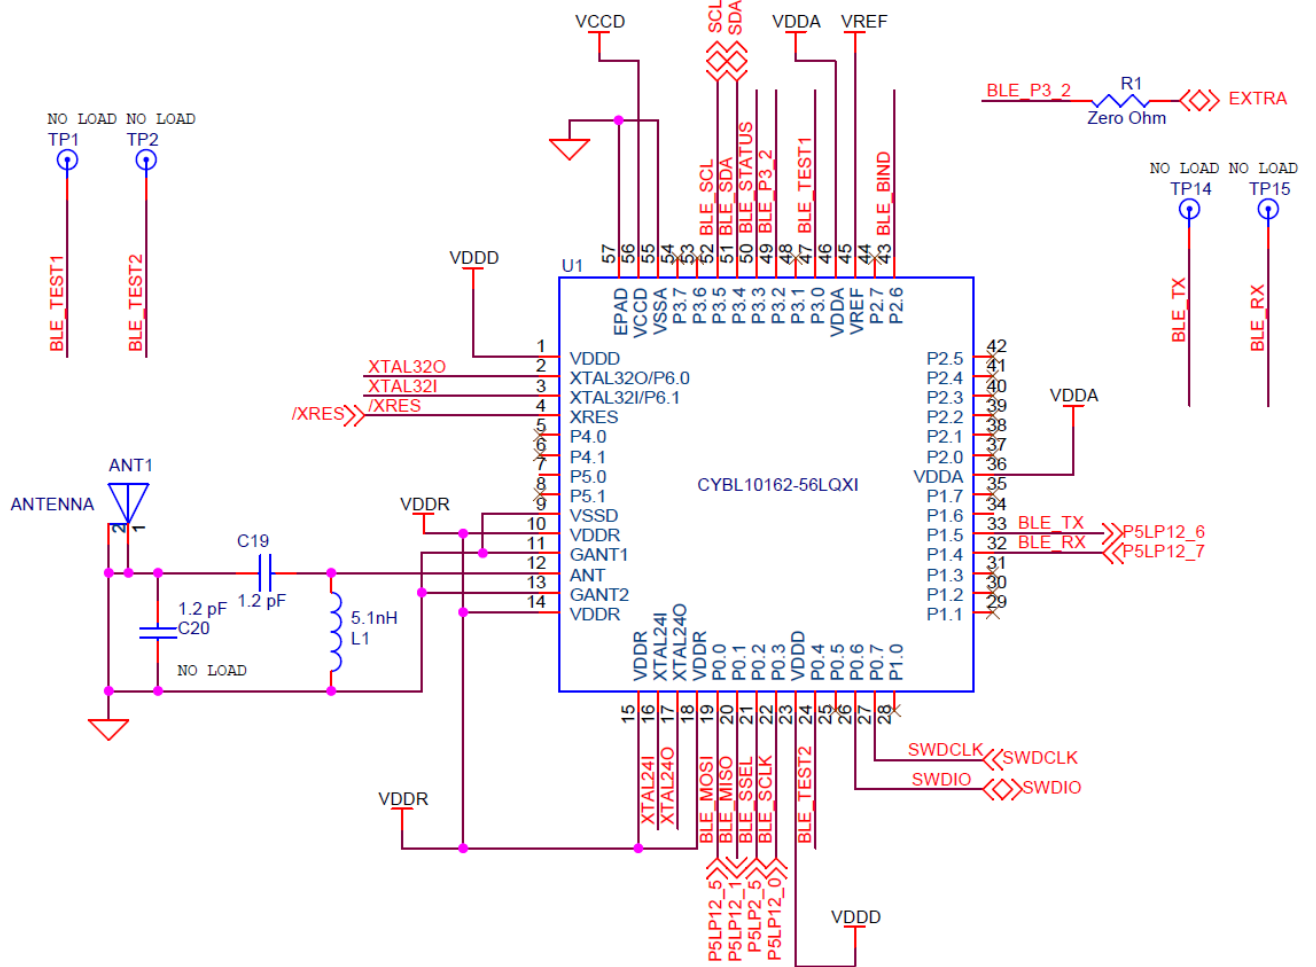 VCCD
SCL
SDA
VDDA
VREF
BLE_P3_2
R1
Zero Ohm
EXTRA
NO LOAD
TP1
NO LOAD
TP2
BLE_TEST1
BLE_TEST2
NO LOAD
TP14
NO LOAD
TP15
BLE_TX
BLE_RX
BLE_SCL
BLE_SDA
BLE_STATUS
BLE_P3_2
BLE_TEST1
BLE_BIND
57
56
55
54
53
52
51
50
49
48
47
46
45
44
43
U1
EPAD
VCCD
VSSA
P3.7
P3.6
P3.5
P3.4
P3.3
P3.2
P3.1
P3.0
VDDA
VREF
P2.7
P2.6
VDDD
XTAL32O
XTAL32I
/XRES
/XRES
1
2
3
4
5
6
7
8
9
10
11
12
13
14
VDDD
XTAL32O/P6.0
XTAL32I/P6.1
XRES
P4.0
P4.1
P5.0
P5.1
VSSD
VDDR
GANT1
ANT
GANT2
VDDR
CYBL10162-56LQXI
P2.5
P2.4
P2.3
P2.2
P2.1
P2.0
VDDA
P1.7
P1.6
P1.5
P1.4
P1.3
P1.2
P1.1
42
41
40
39
38
37
36
35
34
33
32
31
30
29
VDDA
BLE_TX
P5LP12_6
BLE_RX
P5LP12_7
ANT1
ANTENNA
2
1
VDDR
C19
1.2 pF
1.2 pF
C20
NO LOAD
5.1nH
L1
VDDR
XTAL24I
XTAL24O
VDDR
P0.0
P0.1
P0.2
P0.3
VDDD
P0.4
P0.5
P0.6
P0.7
P1.0
15
16
17
18
19
20
21
22
23
24
25
26
27
28
XTAL24I
XTAL24O
BLE_MOSI
BLE_MISO
BLE_SSEL
BLE_SCLK
BLE_TEST2
SWDCLK
SWDCLK
SWDIO
SWDIO
VDDR
P5LP12_5
P5LP12_1
P5LP2_5
P5LP12_0
VDDD